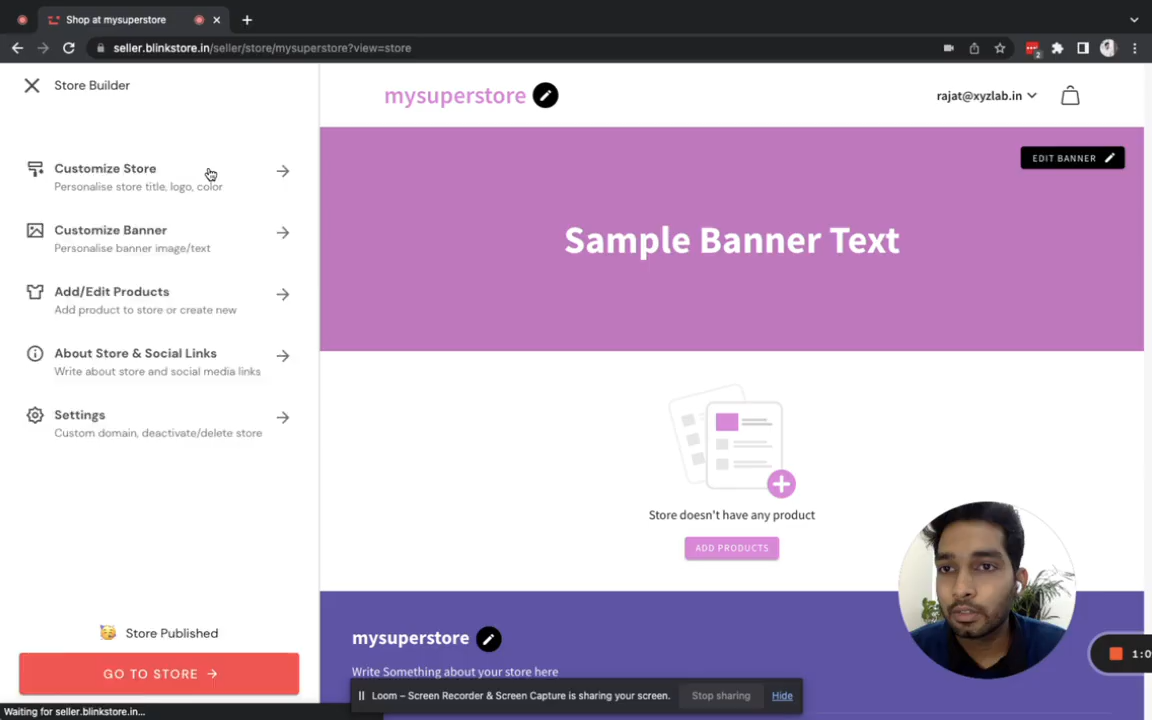 Shop at mysuperstore
seller.blinkstore.in/seller/store/mysuperstore?view=store
2
Store Builder
Customize Store
Personalise store title, logo, color
Customize Banner
Personalise banner image/text
Add/Edit Products
Add product to store or create new
About Store & Social Links
Write about store and social media links
Settings
Custom domain, deactivate/delete store
Store Published
GO TO STORE
Waiting for seller.blinkstore.in...
mysuperstore
rajat@xyzlab.in
EDIT BANNER
Sample Banner Text
Store doesn't have any product
ADD PRODUCTS
mysuperstore
Write Something about your store here
Loom – Screen Recorder & Screen Capture is sharing your screen.
Stop sharing
Hide